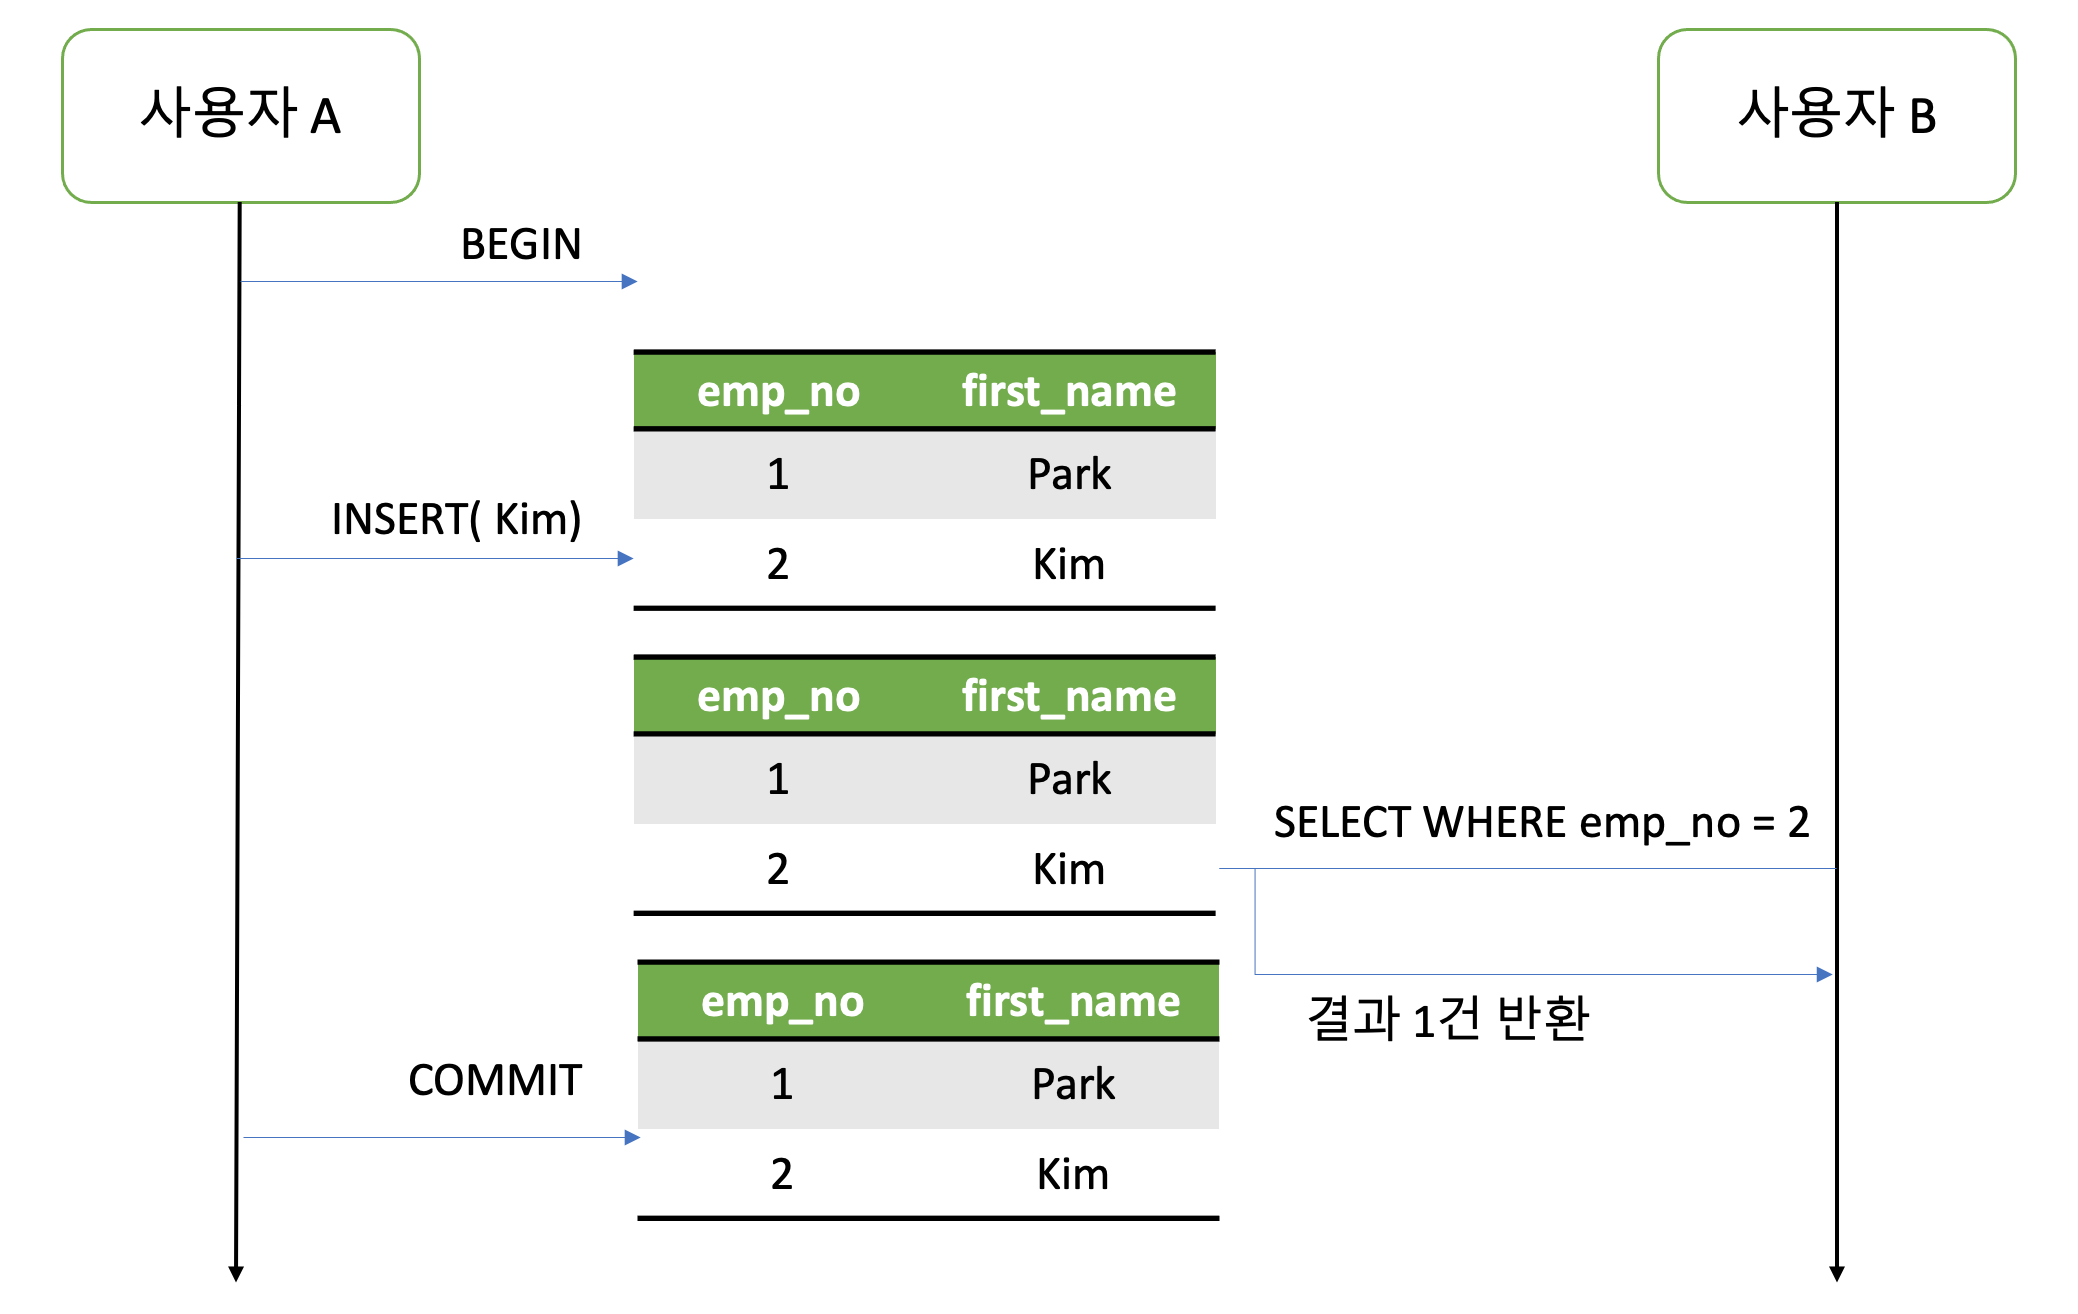 사용자 A
사용자 B
BEGIN
emp_no first_name
1 Park
INSERT( Kim)
2 Kim
emp_no first_name
1 Park
SELECT WHERE emp_no = 2
2 Kim
emp_no first_name
결과 1건 반환
COMMIT
1 Park
2 Kim